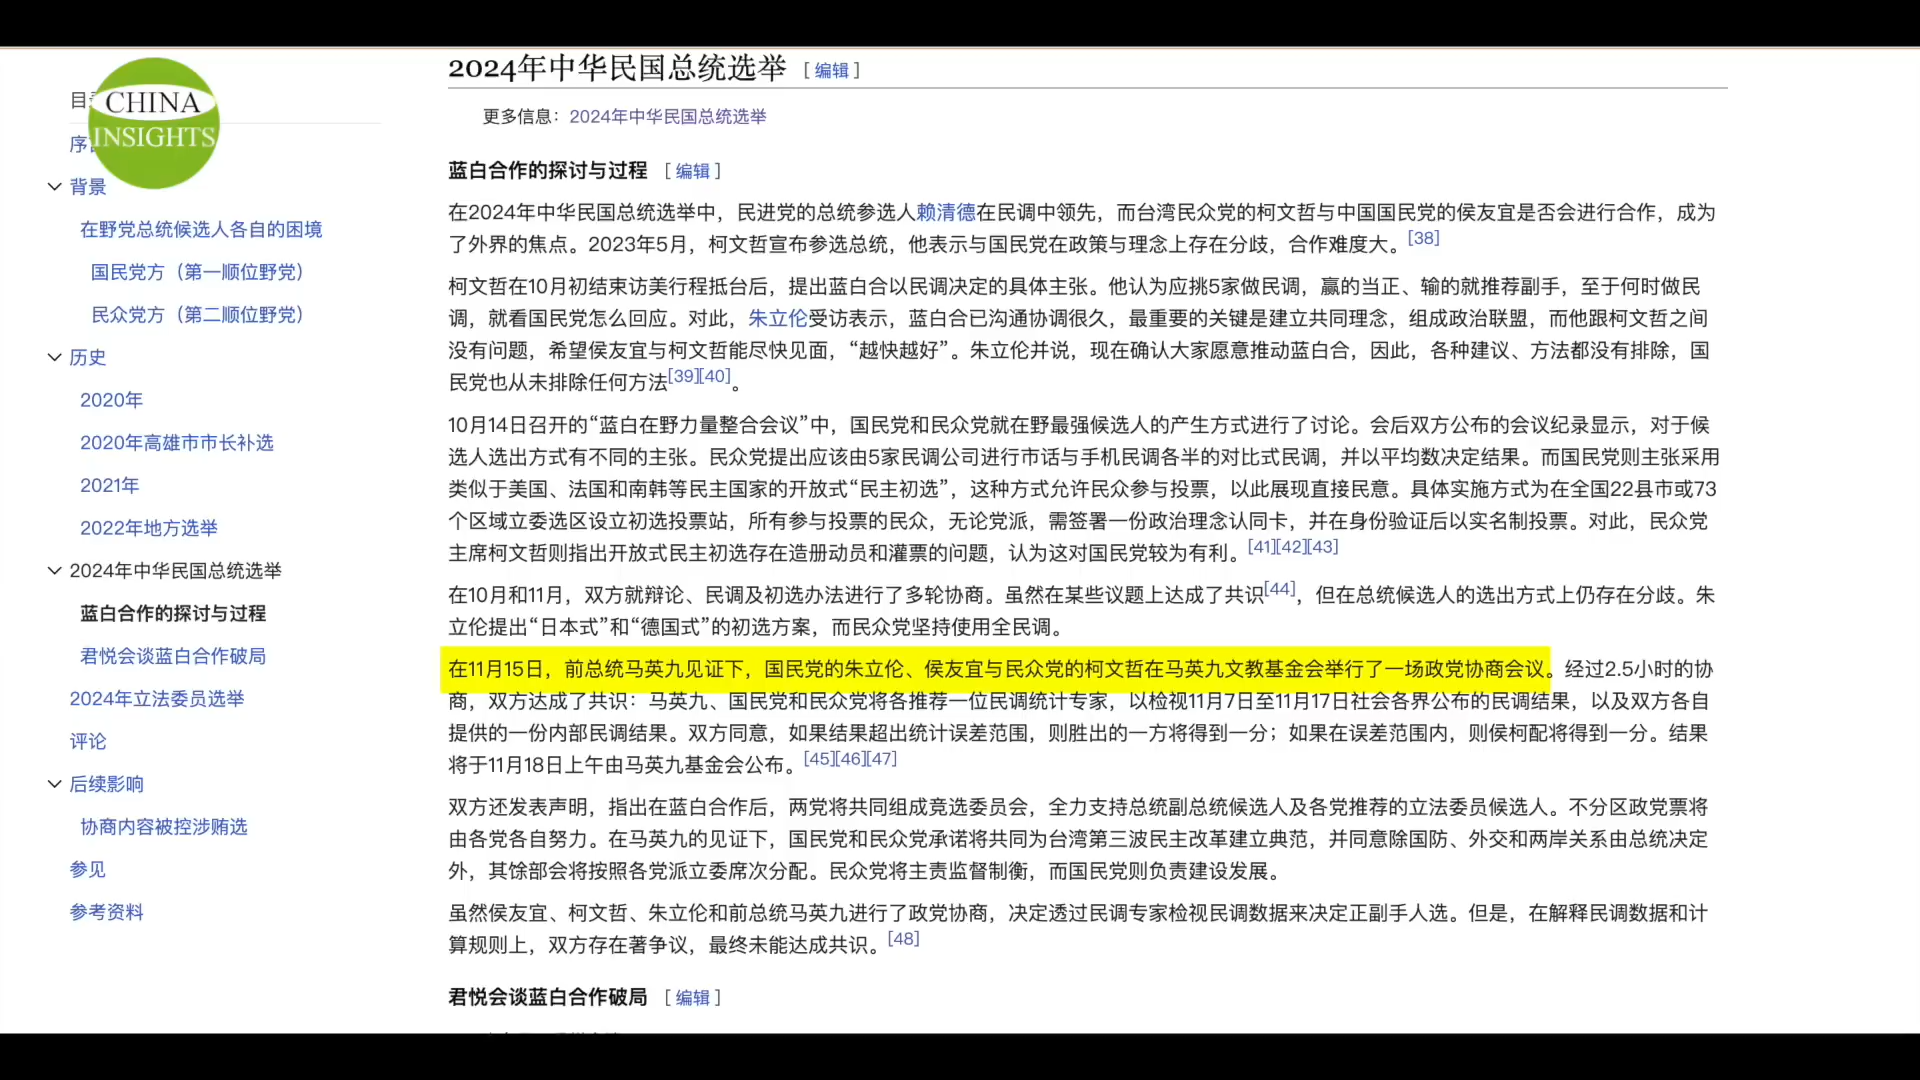 2024年中华民国总统选举 [ 编辑 ]
更多信息：2024年中华民国总统选举
CHINA
INSIGHTS
目
序
背景
在野党总统候选人各自的困境
国民党方（第一顺位野党）
民众党方（第二顺位野党）
历史
2020年
2020年高雄市市长补选
2021年
2022年地方选举
2024年中华民国总统选举
蓝白合作的探讨与过程
君悦会谈蓝白合作破局
2024年立法委员选举
评论
后续影响
协商内容被控涉贿选
参见
参考资料
蓝白合作的探讨与过程 [ 编辑 ]
在2024年中华民国总统选举中，民进党的总统参选人赖清德在民调中领先，而台湾民众党的柯文哲与中国国民党的侯友宜是否会进行合作，成为
了外界的焦点。2023年5月，柯文哲宣布参选总统，他表示与国民党在政策与理念上存在分歧，合作难度大。[38]
柯文哲在10月初结束访美行程抵台后，提出蓝白合以民调决定的具体主张。他认为应挑5家做民调，赢的当正、输的就推荐副手，至于何时做民
调，就看国民党怎么回应。对此，朱立伦受访表示，蓝白合已沟通协调很久，最重要的关键是建立共同理念，组成政治联盟，而他跟柯文哲之间
没有问题，希望侯友宜与柯文哲能尽快见面，“越快越好”。朱立伦并说，现在确认大家愿意推动蓝白合，因此，各种建议、方法都没有排除，国
民党也从未排除任何方法[39][40]。
10月14日召开的“蓝白在野力量整合会议”中，国民党和民众党就在野最强候选人的产生方式进行了讨论。会后双方公布的会议纪录显示，对于候
选人选出方式有不同的主张。民众党提出应该由5家民调公司进行市话与手机民调各半的对比式民调，并以平均数决定结果。而国民党则主张采用
类似于美国、法国和南韩等民主国家的开放式“民主初选”，这种方式允许民众参与投票，以此展现直接民意。具体实施方式为在全国22县市或73
个区域立委选区设立初选投票站，所有参与投票的民众，无论党派，需签署一份政治理念认同卡，并在身份验证后以实名制投票。对此，民众党
主席柯文哲则指出开放式民主初选存在造册动员和灌票的问题，认为这对国民党较为有利。[41][42][43]
在10月和11月，双方就辩论、民调及初选办法进行了多轮协商。虽然在某些议题上达成了共识[44]，但在总统候选人的选出方式上仍存在分歧。朱
立伦提出“日本式”和“德国式”的初选方案，而民众党坚持使用全民调。
在11月15日，前总统马英九见证下，国民党的朱立伦、侯友宜与民众党的柯文哲在马英九文教基金会举行了一场政党协商会议。经过2.5小时的协
商，双方达成了共识：马英九、国民党和民众党将各推荐一位民调统计专家，以检视11月7日至11月17日社会各界公布的民调结果，以及双方各自
提供的一份内部民调结果。双方同意，如果结果超出统计误差范围，则胜出的一方将得到一分；如果在误差范围内，则侯柯配将得到一分。结果
将于11月18日上午由马英九基金会公布。[45][46][47]
双方还发表声明，指出在蓝白合作后，两党将共同组成竞选委员会，全力支持总统副总统候选人及各党推荐的立法委员候选人。不分区政党票将
由各党各自努力。在马英九的见证下，国民党和民众党承诺将共同为台湾第三波民主改革建立典范，并同意除国防、外交和两岸关系由总统决定
外，其馀部会将按照各党派立委席次分配。民众党将主责监督制衡，而国民党则负责建设发展。
虽然侯友宜、柯文哲、朱立伦和前总统马英九进行了政党协商，决定透过民调专家检视民调数据来决定正副手人选。但是，在解释民调数据和计
算规则上，双方存在著争议，最终未能达成共识。[48]
君悦会谈蓝白合作破局 [ 编辑 ]